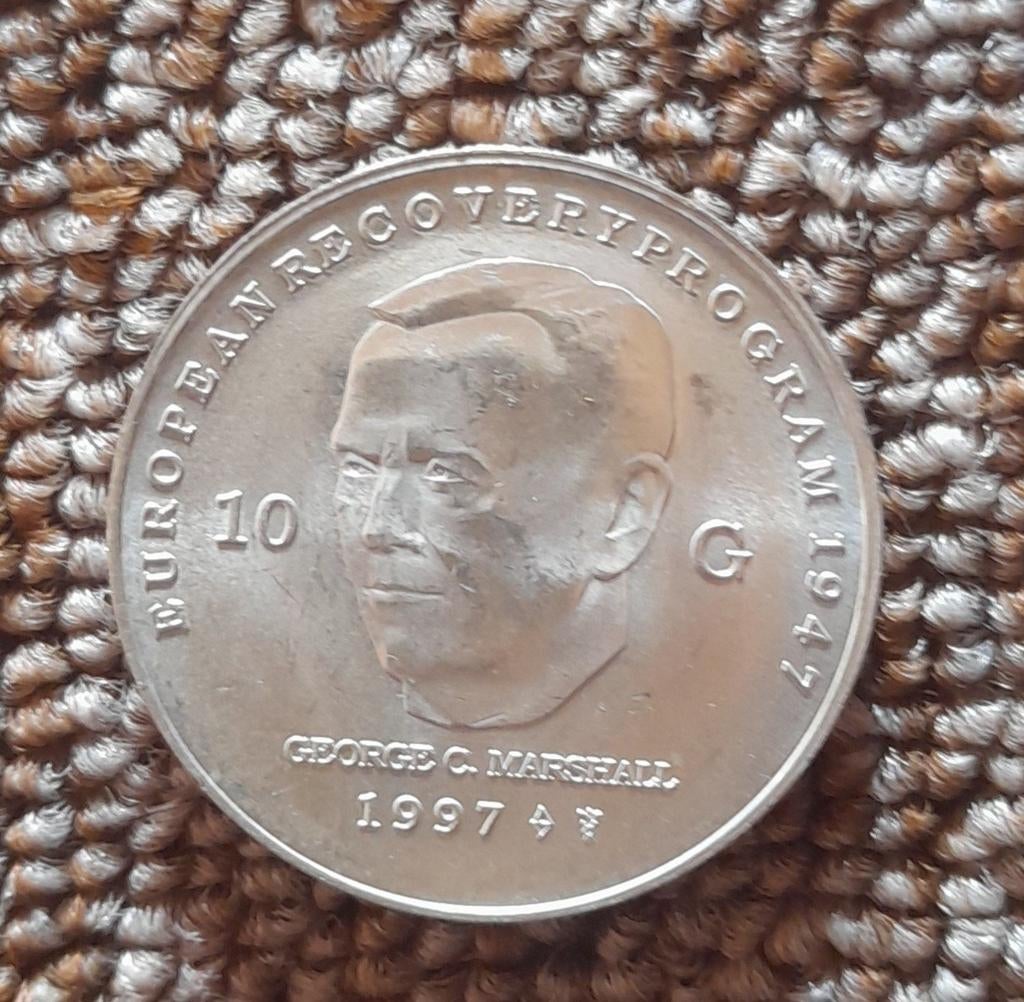 EUROPEAN RECOVERY PROGRAM 1947
10 G
GEORGE C. MARSHALL
1997